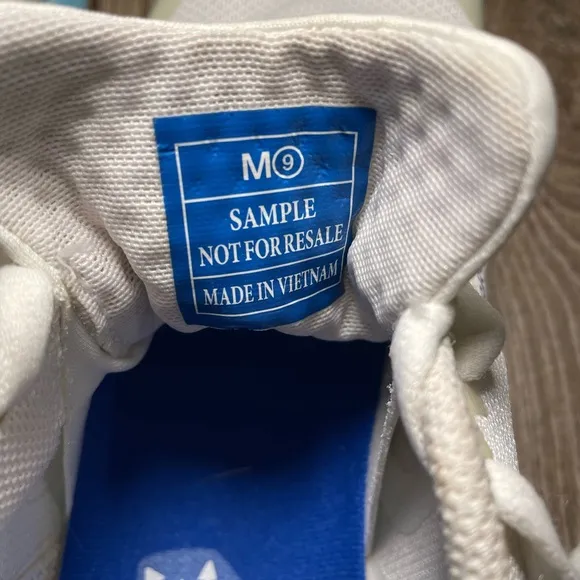 M⑨
SAMPLE
NOT FOR RESALE
MADE IN VIETNAM